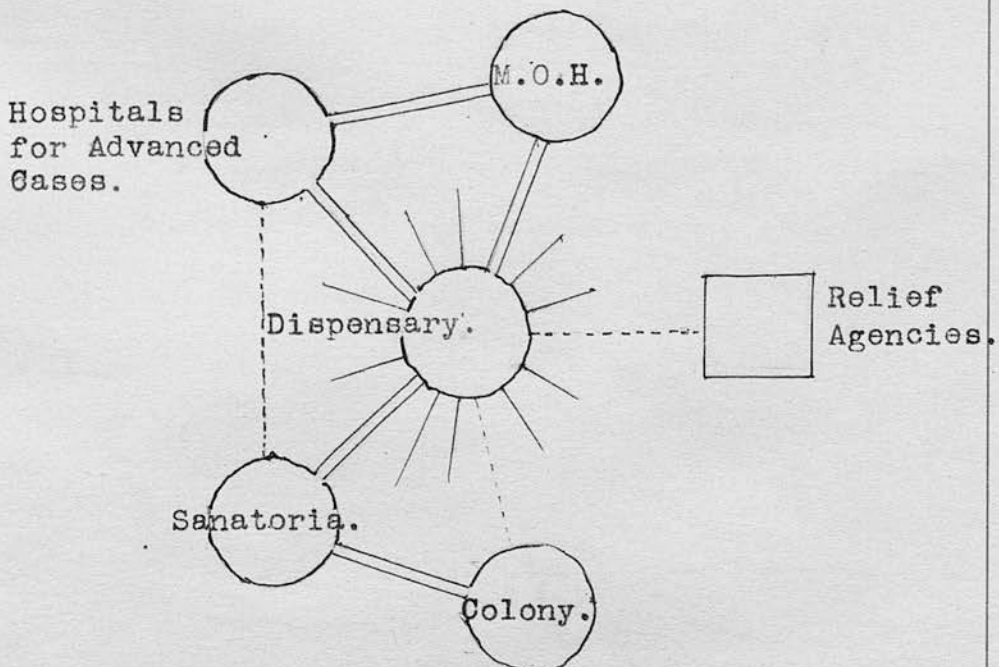 M.O.H.
Hospitals
for Advanced
Cases.
Dispensary.
Relief
Agencies.
Sanatoria.
Colony.